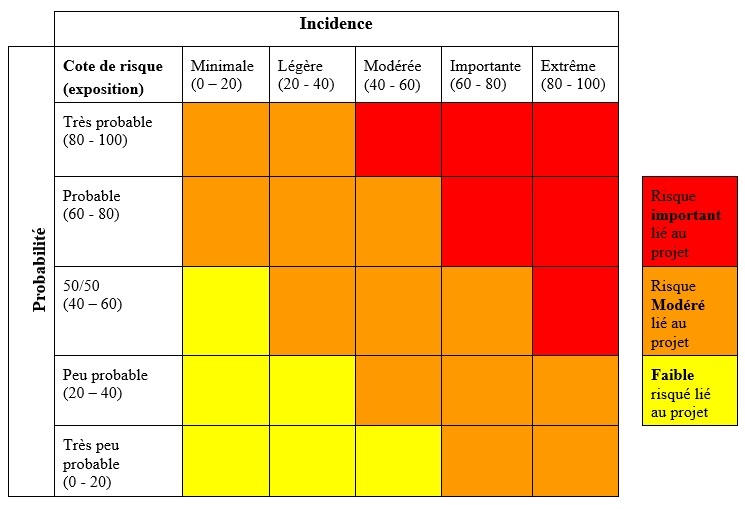 Incidence
Probabilité
Cote de risque
(exposition)
Minimale
(0 – 20)
Légère
(20 - 40)
Modérée
(40 - 60)
Importante
(60 - 80)
Extrême
(80 - 100)
Très probable
(80 - 100)
Probable
(60 - 80)
50/50
(40 – 60)
Peu probable
(20 – 40)
Très peu
probable
(0 - 20)
Risque
important
lié au
projet
Risque
Modéré
lié au
projet
Faible
risqué lié
au projet